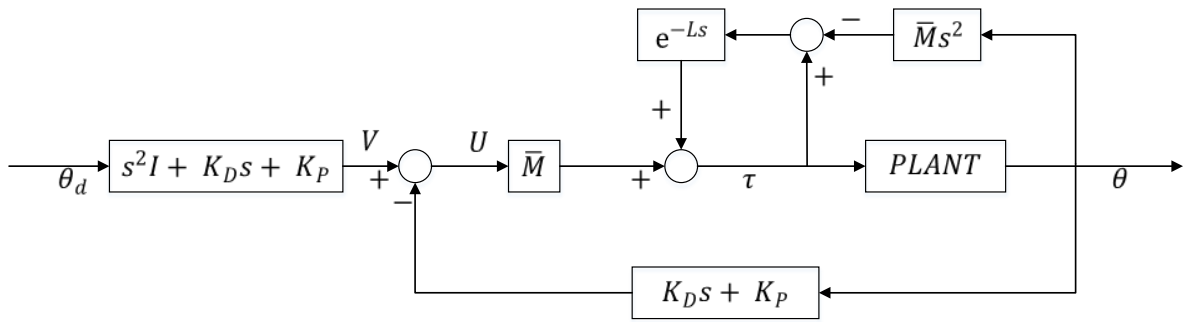 e^{-Ls}
−
M̄s²
+
+
θ_d
s²I + K_D s + K_P
V
+
−
U
M̄
+
τ
PLANT
θ
K_D s + K_P